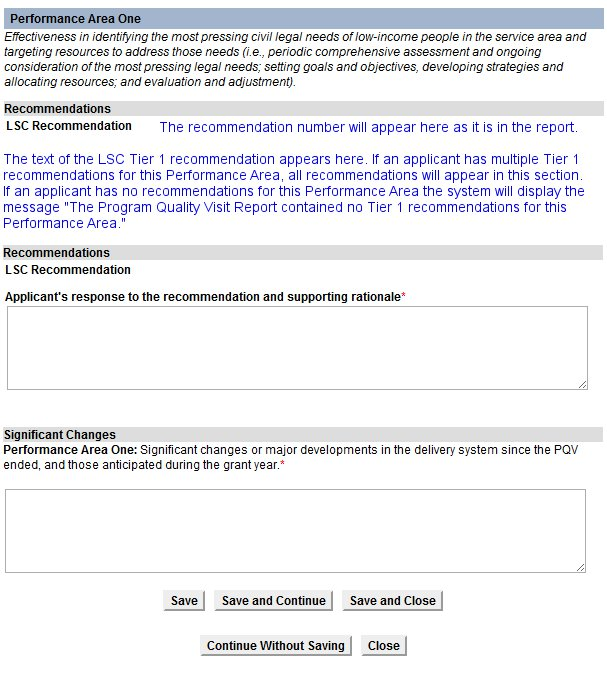 Performance Area One
Effectiveness in identifying the most pressing civil legal needs of low-income people in the service area and
targeting resources to address those needs (i.e., periodic comprehensive assessment and ongoing
consideration of the most pressing legal needs; setting goals and objectives, developing strategies and
allocating resources; and evaluation and adjustment).
Recommendations
LSC Recommendation The recommendation number will appear here as it is in the report.
The text of the LSC Tier 1 recommendation appears here. If an applicant has multiple Tier 1
recommendations for this Performance Area, all recommendations will appear in this section.
If an applicant has no recommendations for this Performance Area the system will display the
message "The Program Quality Visit Report contained no Tier 1 recommendations for this
Performance Area."
Recommendations
LSC Recommendation
Applicant's response to the recommendation and supporting rationale*
Significant Changes
Performance Area One: Significant changes or major developments in the delivery system since the PQV
ended, and those anticipated during the grant year.*
Save Save and Continue Save and Close
Continue Without Saving Close